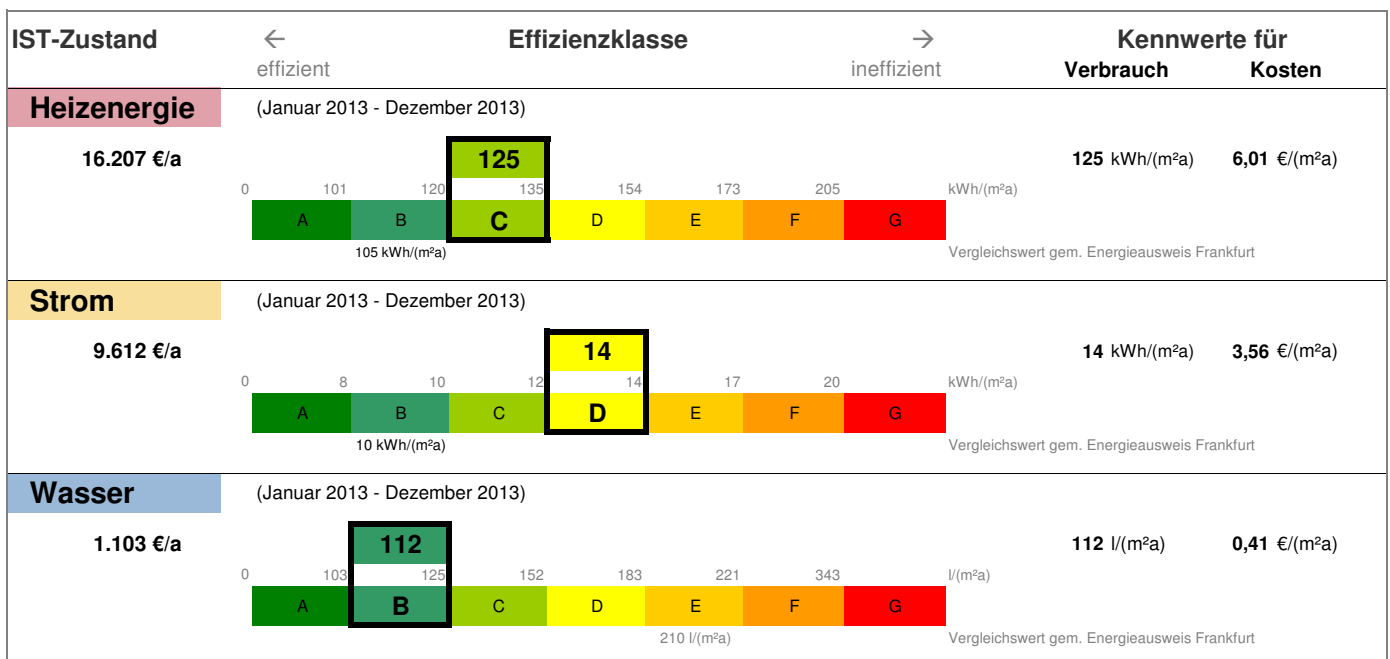 IST-Zustand ← Effizienzklasse → Kennwerte für
effizient ineffizient Verbrauch Kosten
Heizenergie (Januar 2013 - Dezember 2013)
16.207 €/a 125 125 kWh/(m²a) 6,01 €/(m²a)
0 101 120 135 154 173 205 kWh/(m²a)
A B C D E F G
105 kWh/(m²a) Vergleichswert gem. Energieausweis Frankfurt
Strom (Januar 2013 - Dezember 2013)
9.612 €/a 14 14 kWh/(m²a) 3,56 €/(m²a)
0 8 10 12 14 17 20 kWh/(m²a)
A B C D E F G
10 kWh/(m²a) Vergleichswert gem. Energieausweis Frankfurt
Wasser (Januar 2013 - Dezember 2013)
1.103 €/a 112 112 l/(m²a) 0,41 €/(m²a)
0 103 125 152 183 221 343 l/(m²a)
A B C D E F G
210 l/(m²a) Vergleichswert gem. Energieausweis Frankfurt